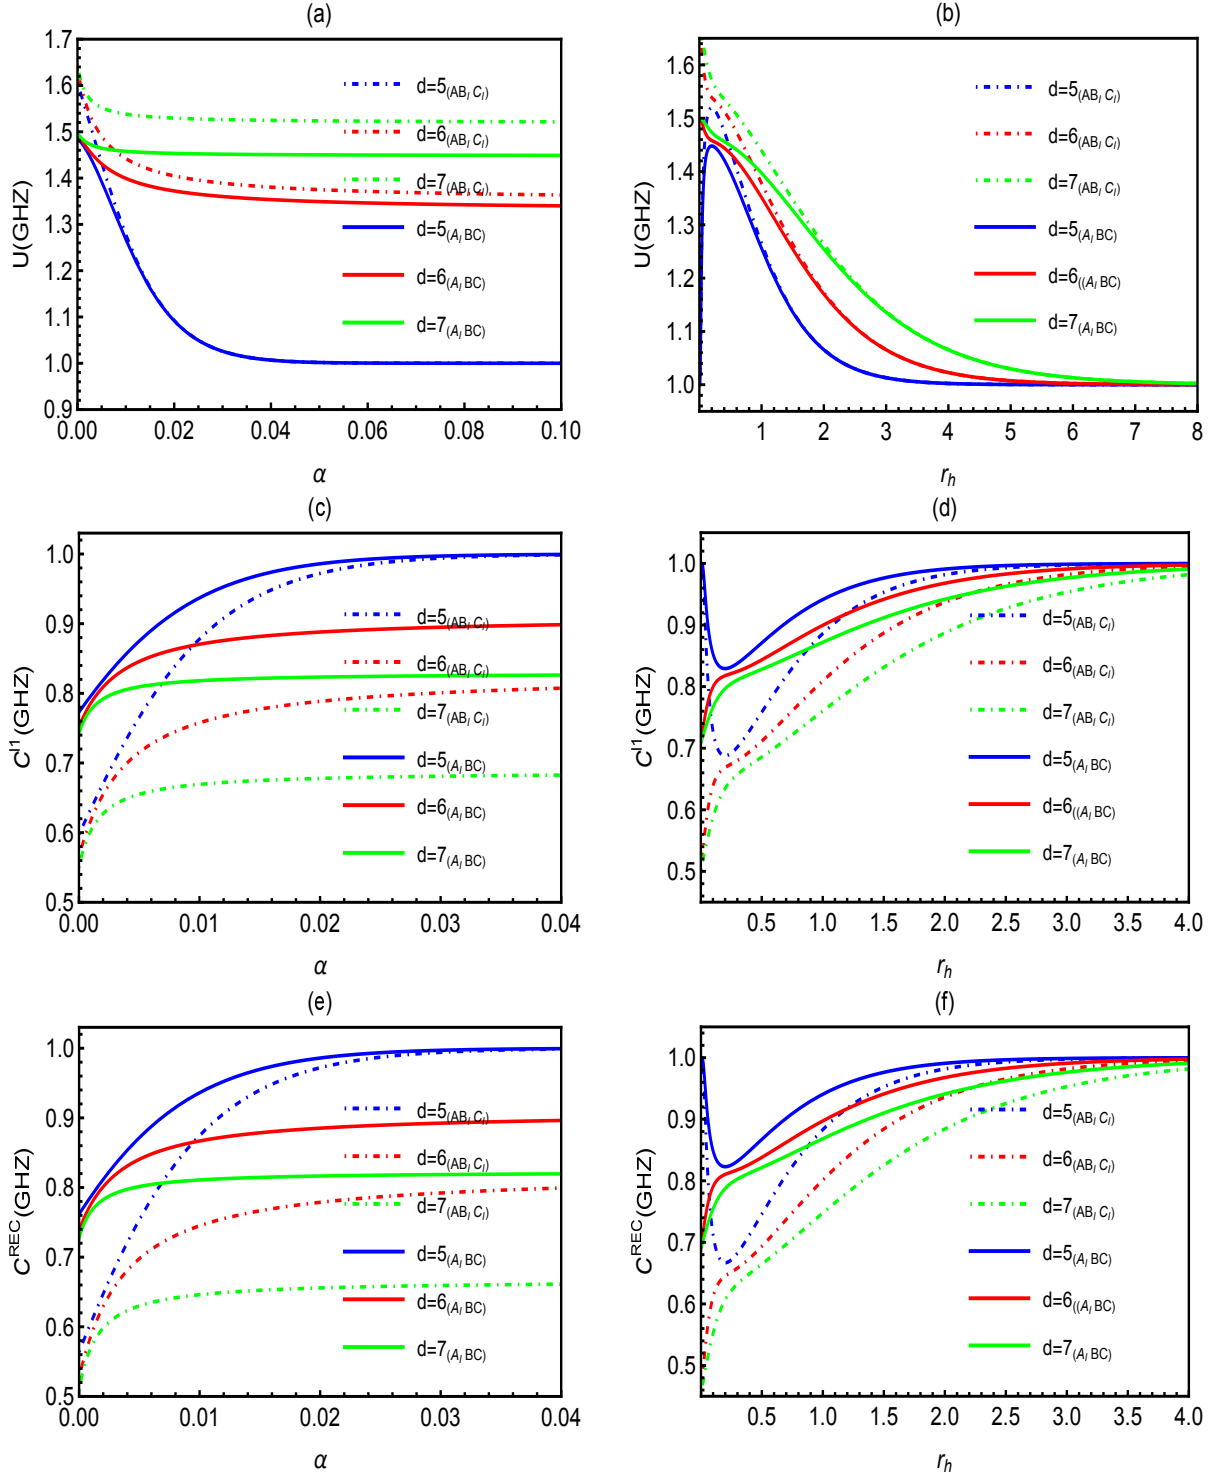 (a)
U(GHZ)
1.7
1.6
1.5
1.4
1.3
1.2
1.1
1.0
0.9
0.00 0.02 0.04 0.06 0.08 0.10
α
d=5(AB_I C_I)
d=6(AB_I C_I)
d=7(AB_I C_I)
d=5(A_I BC)
d=6(A_I BC)
d=7(A_I BC)
(b)
U(GHZ)
1.6
1.5
1.4
1.3
1.2
1.1
1.0
1 2 3 4 5 6 7 8
r_h
d=5(AB_I C_I)
d=6(AB_I C_I)
d=7(AB_I C_I)
d=5(A_I BC)
d=6((A_I BC)
d=7(A_I BC)
(c)
C^l1(GHZ)
1.0
0.9
0.8
0.7
0.6
0.5
0.00 0.01 0.02 0.03 0.04
α
d=5(AB_I C_I)
d=6(AB_I C_I)
d=7(AB_I C_I)
d=5(A_I BC)
d=6(A_I BC)
d=7(A_I BC)
(d)
C^l1(GHZ)
1.0
0.9
0.8
0.7
0.6
0.5
0.5 1.0 1.5 2.0 2.5 3.0 3.5 4.0
r_h
d=5(AB_I C_I)
d=6(AB_I C_I)
d=7(AB_I C_I)
d=5(A_I BC)
d=6((A_I BC)
d=7(A_I BC)
(e)
C^REC(GHZ)
1.0
0.9
0.8
0.7
0.6
0.5
0.00 0.01 0.02 0.03 0.04
α
d=5(AB_I C_I)
d=6(AB_I C_I)
d=7(AB_I C_I)
d=5(A_I BC)
d=6(A_I BC)
d=7(A_I BC)
(f)
C^REC(GHZ)
1.0
0.9
0.8
0.7
0.6
0.5
0.5 1.0 1.5 2.0 2.5 3.0 3.5 4.0
r_h
d=5(AB_I C_I)
d=6(AB_I C_I)
d=7(AB_I C_I)
d=5(A_I BC)
d=6((A_I BC)
d=7(A_I BC)